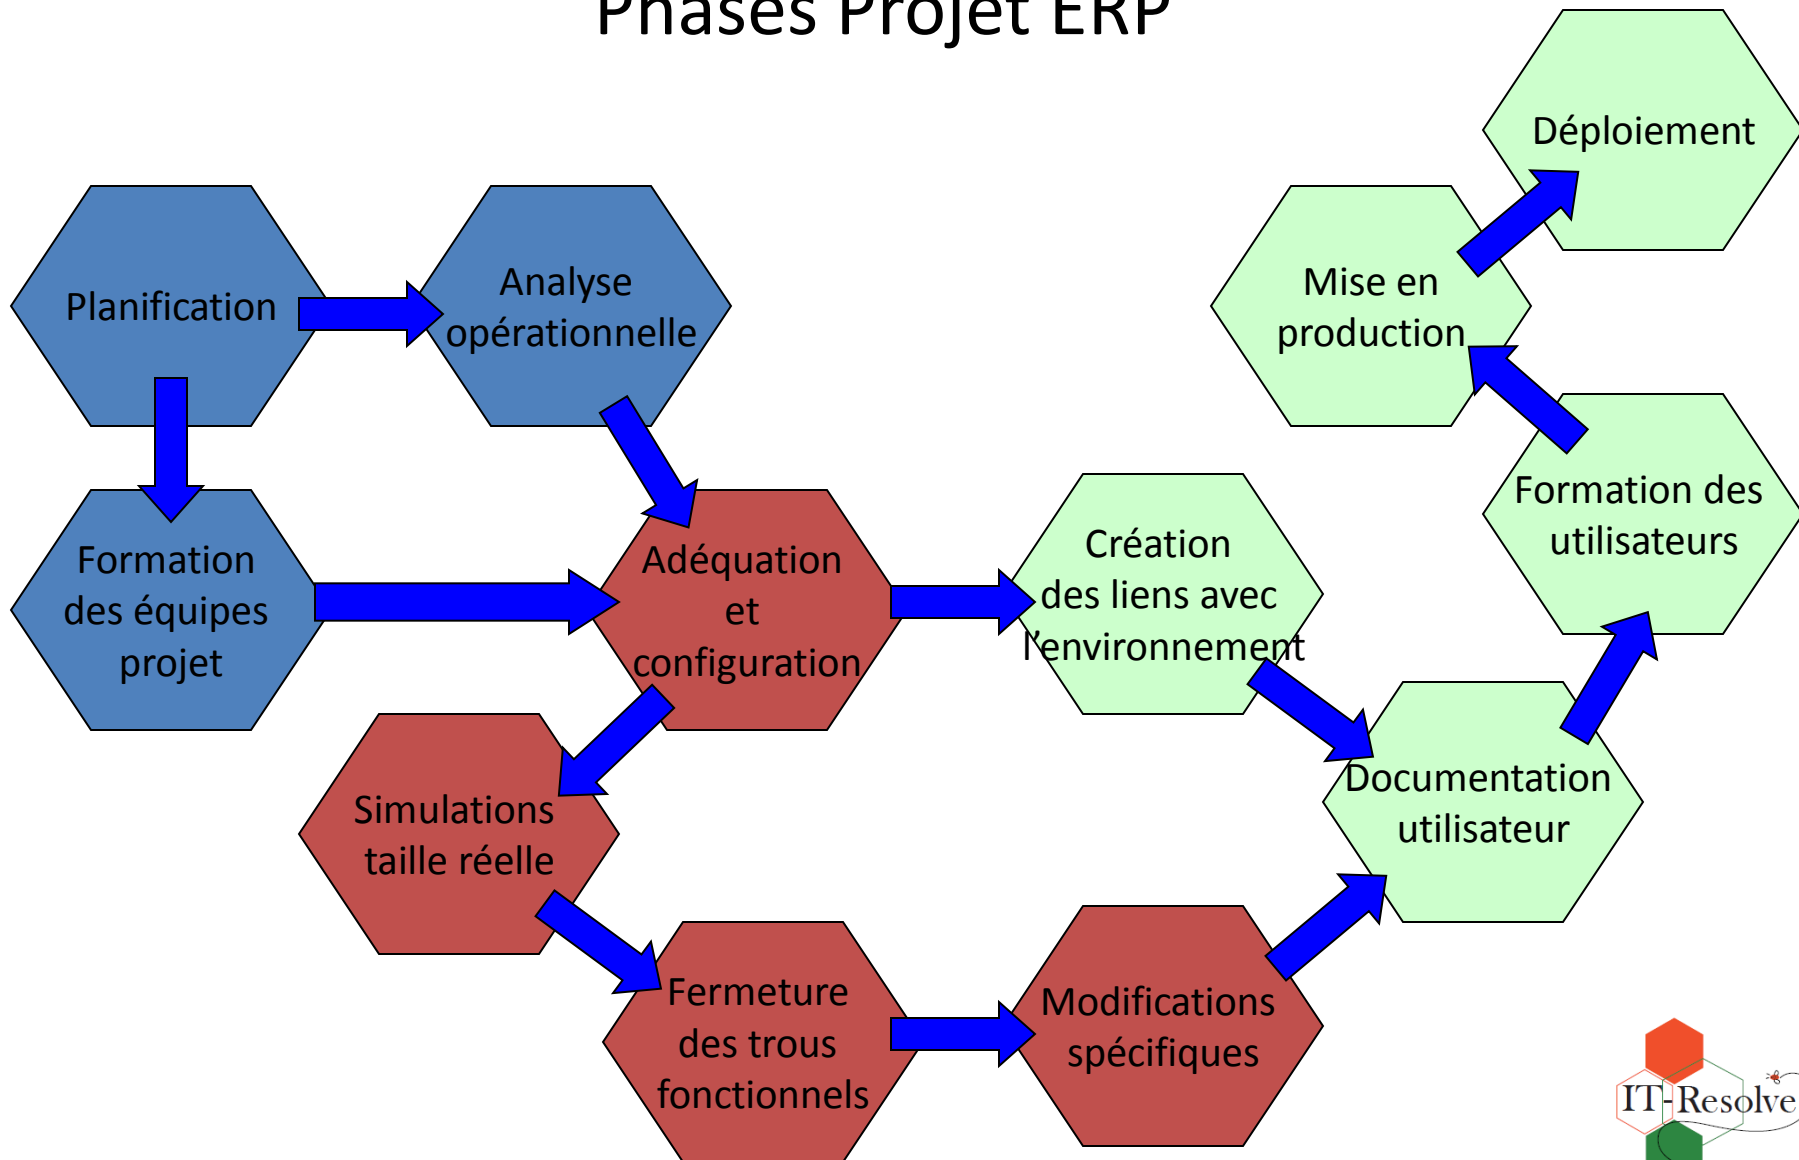 Phases Projet ERP
Déploiement
Planification
Analyse
opérationnelle
Mise en
production
Formation
des équipes
projet
Adéquation
et
configuration
Création
des liens avec
l’environnement
Formation des
utilisateurs
Simulations
taille réelle
Documentation
utilisateur
Fermeture
des trous
fonctionnels
Modifications
spécifiques
IT-Resolve